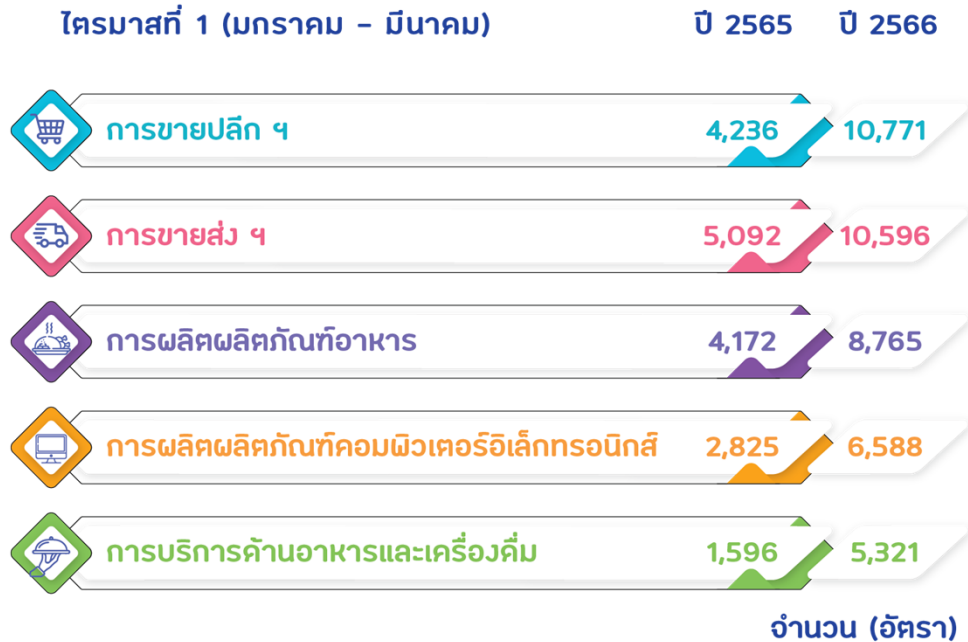 ไตรมาสที่ 1 (มกราคม - มีนาคม) ปี 2565 ปี 2566
การขายปลีก ฯ 4,236 10,771
การขายส่ง ฯ 5,092 10,596
การผลิตผลิตภัณฑ์อาหาร 4,172 8,765
การผลิตผลิตภัณฑ์คอมพิวเตอร์อิเล็กทรอนิกส์ 2,825 6,588
การบริการด้านอาหารและเครื่องดื่ม 1,596 5,321
จำนวน (อัตรา)